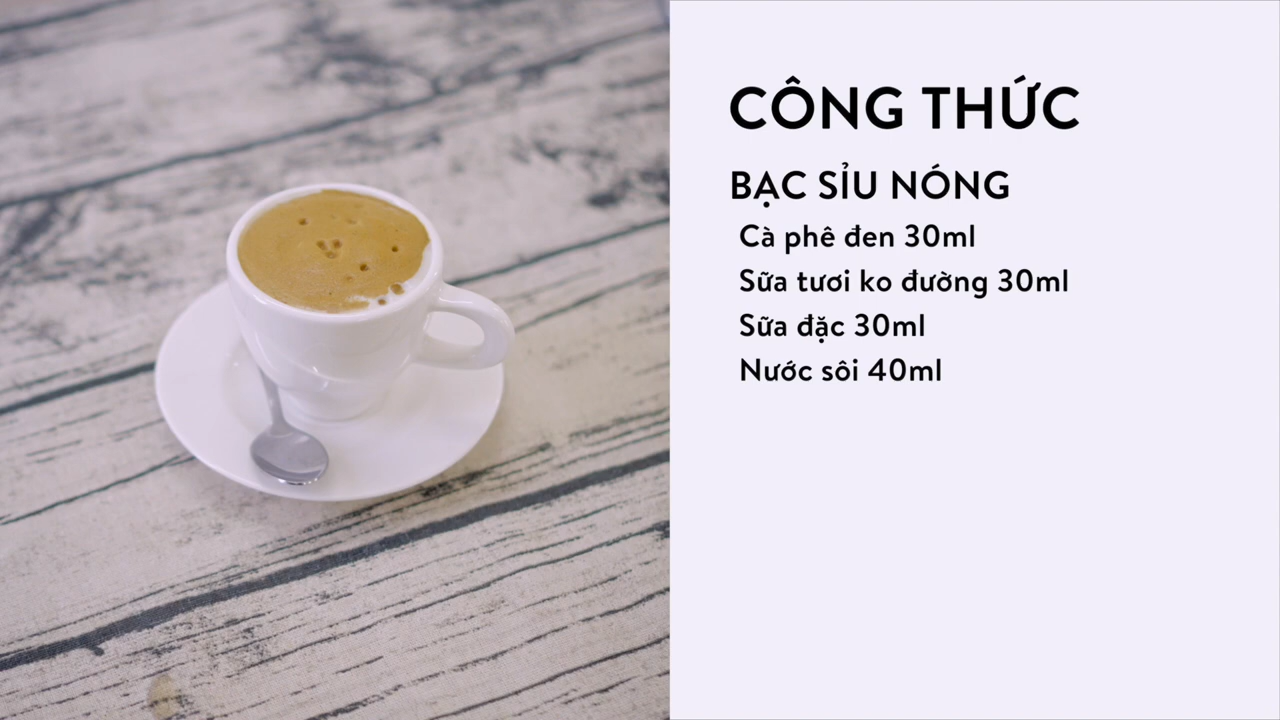 CÔNG THỨC
BẠC SỈU NÓNG
Cà phê đen 30ml
Sữa tươi ko đường 30ml
Sữa đặc 30ml
Nước sôi 40ml